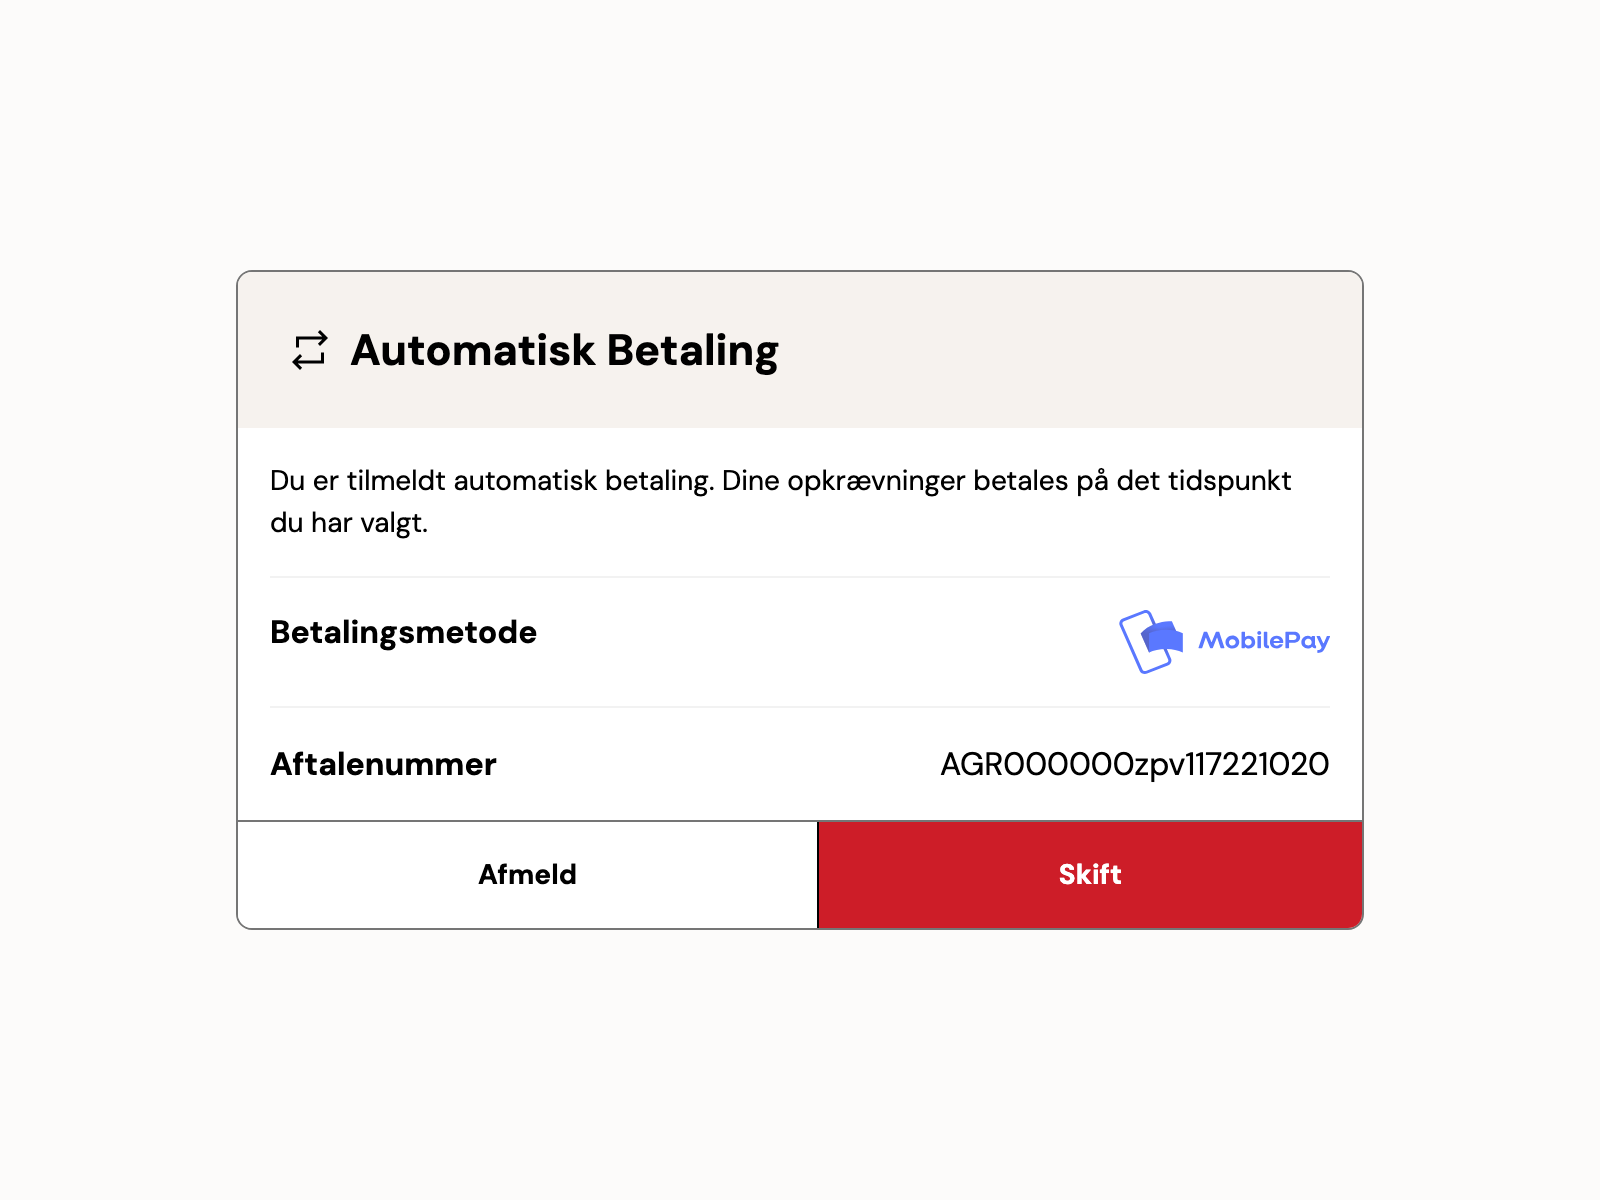 Automatisk Betaling
Du er tilmeldt automatisk betaling. Dine opkrævninger betales på det tidspunkt
du har valgt.
Betalingsmetode
MobilePay
Aftalenummer
AGR000000zpv117221020
Afmeld
Skift